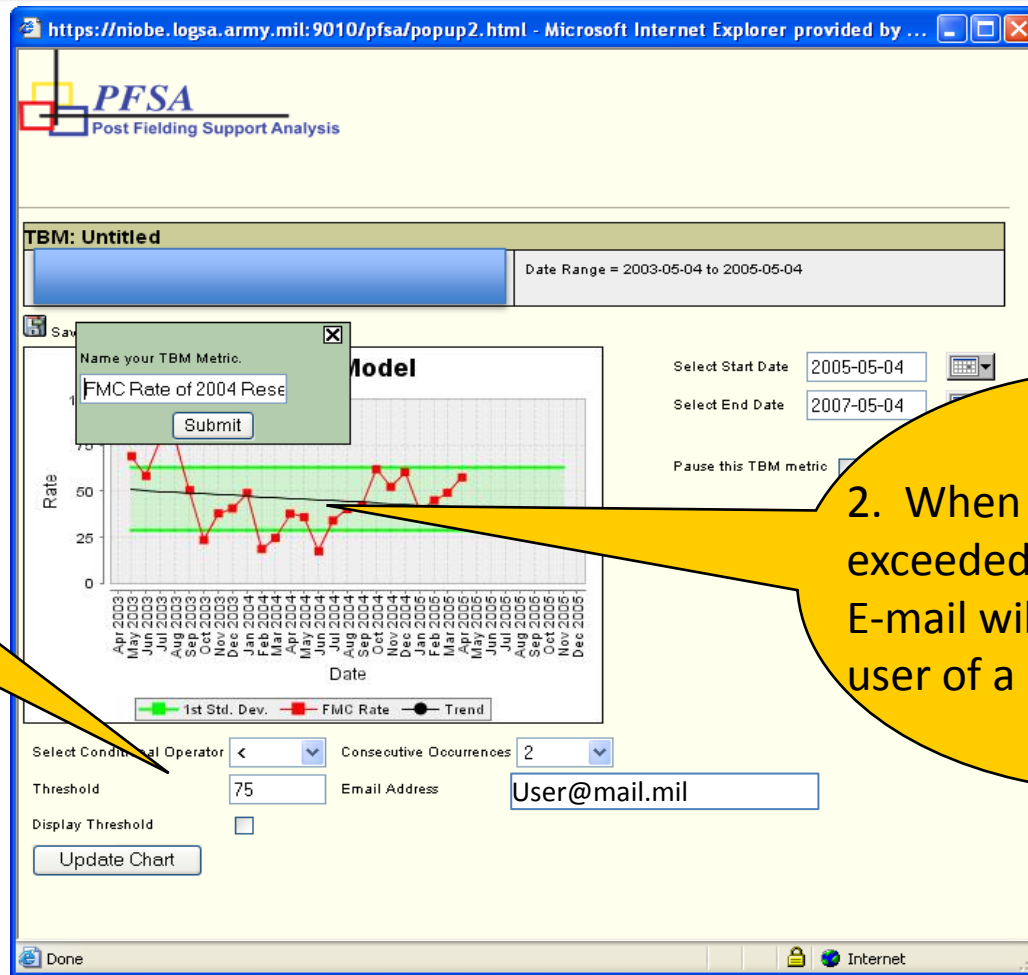 https://niobe.logsa.army.mil:9010/pfsa/popup2.html - Microsoft Internet Explorer provided by ...
PFSA
Post Fielding Support Analysis
TBM: Untitled
Date Range = 2003-05-04 to 2005-05-04
Sav
Name your TBM Metric.
FMC Rate of 2004 Rese
Submit
Model
Select Start Date 2005-05-04
Select End Date 2007-05-04
Pause this TBM metric
2. When
exceeded
E-mail wil
user of a
Rate
1
75
50
25
0
Apr 2003
May 2003
Jun 2003
Jul 2003
Aug 2003
Sep 2003
Oct 2003
Nov 2003
Dec 2003
Jan 2004
Feb 2004
Mar 2004
Apr 2004
May 2004
Jun 2004
Jul 2004
Aug 2004
Sep 2004
Oct 2004
Nov 2004
Dec 2004
Jan 2005
Feb 2005
Mar 2005
Apr 2005
May 2005
Jun 2005
Jul 2005
Aug 2005
Sep 2005
Oct 2005
Nov 2005
Dec 2005
Date
1st Std. Dev. FMC Rate Trend
Select Conditional Operator < Consecutive Occurrences 2
Threshold 75 Email Address User@mail.mil
Display Threshold
Update Chart
Done Internet